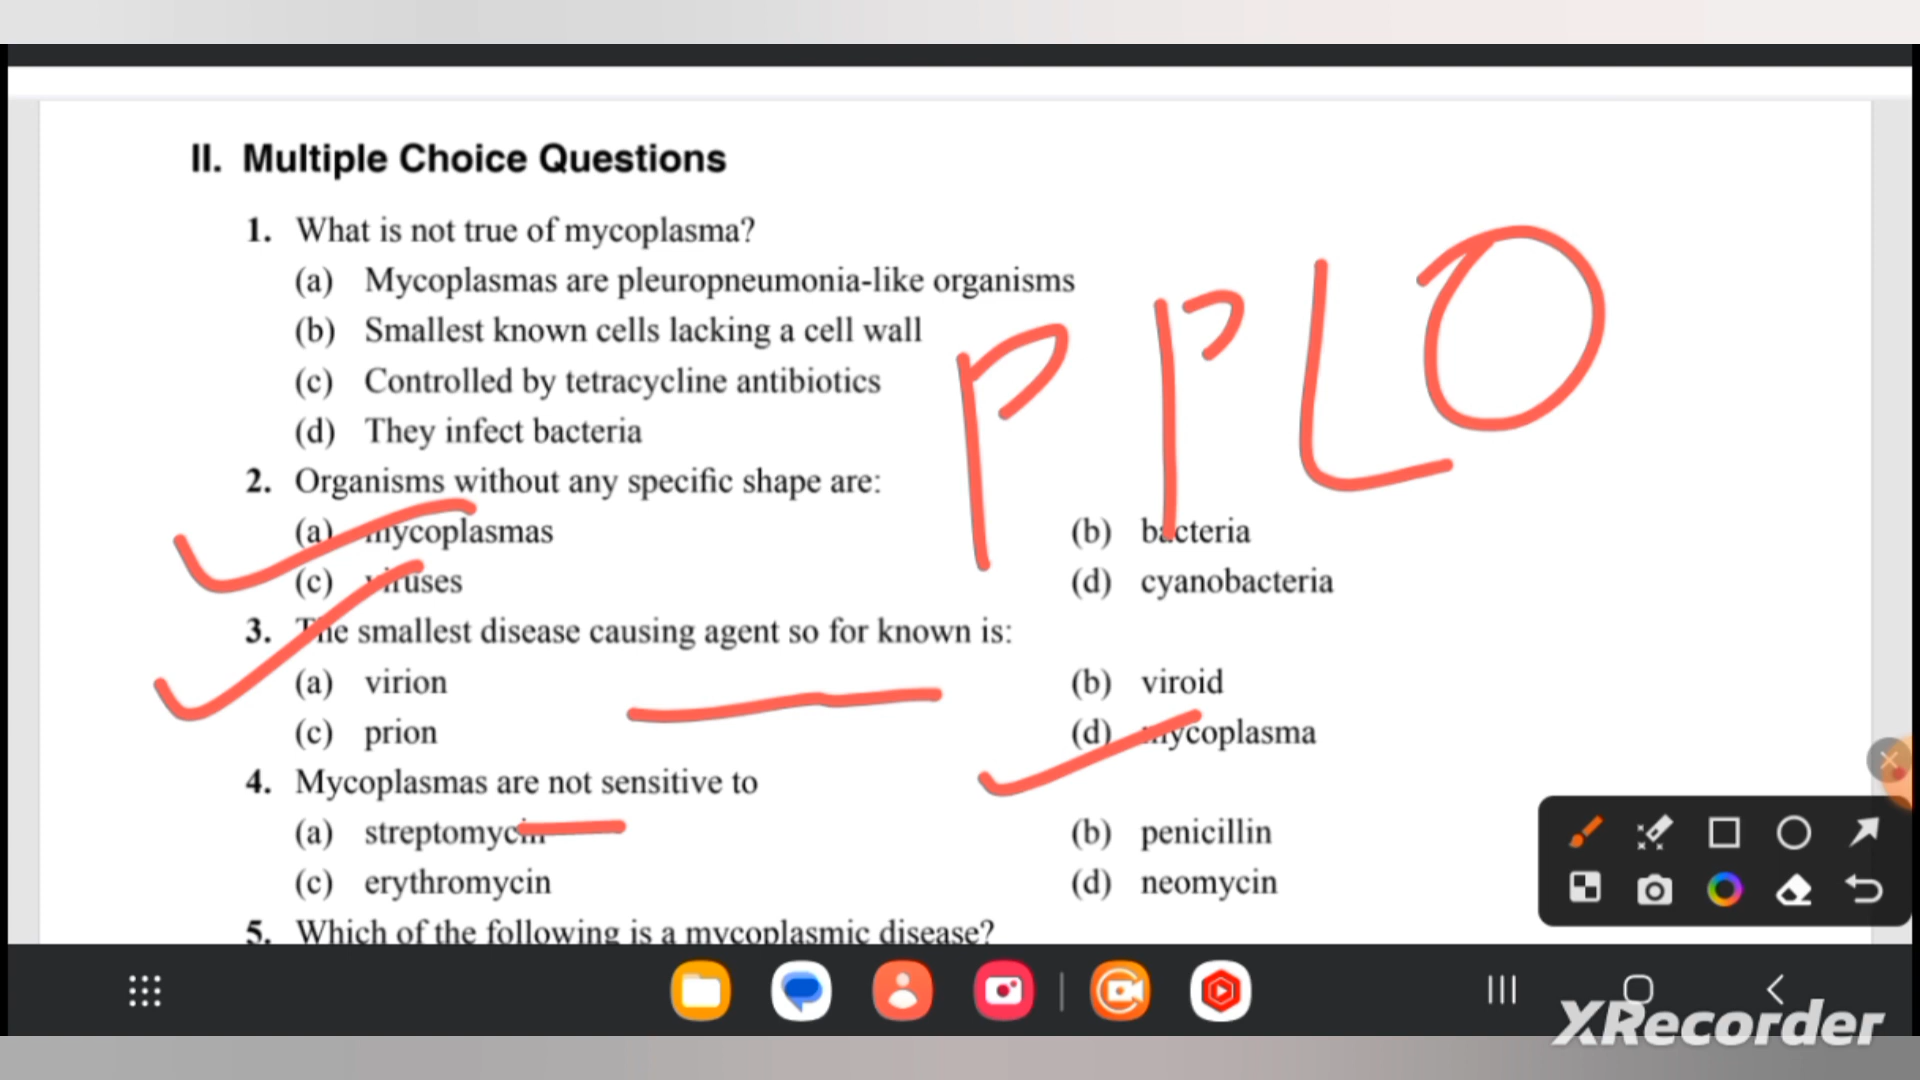 II. Multiple Choice Questions
1. What is not true of mycoplasma?
(a) Mycoplasmas are pleuropneumonia-like organisms
(b) Smallest known cells lacking a cell wall
(c) Controlled by tetracycline antibiotics
(d) They infect bacteria
PPLO
2. Organisms without any specific shape are:
(a) mycoplasmas (b) bacteria
(c) viruses (d) cyanobacteria
3. The smallest disease causing agent so for known is:
(a) virion (b) viroid
(c) prion (d) mycoplasma
4. Mycoplasmas are not sensitive to
(a) streptomycin (b) penicillin
(c) erythromycin (d) neomycin
5. Which of the following is a mycoplasmic disease?
XRecorder